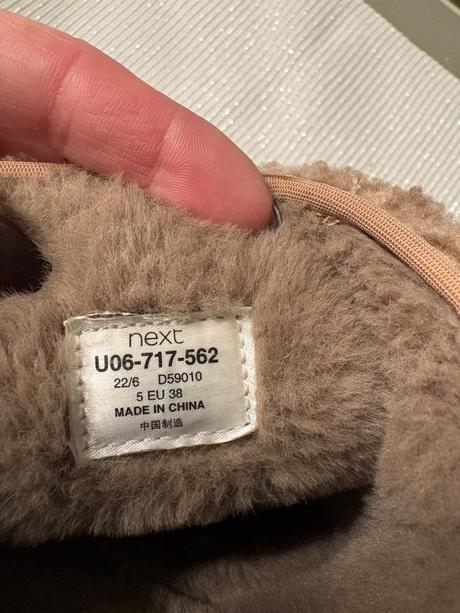 next
U06-717-562
22/6 D59010
5 EU 38
MADE IN CHINA
中国制造